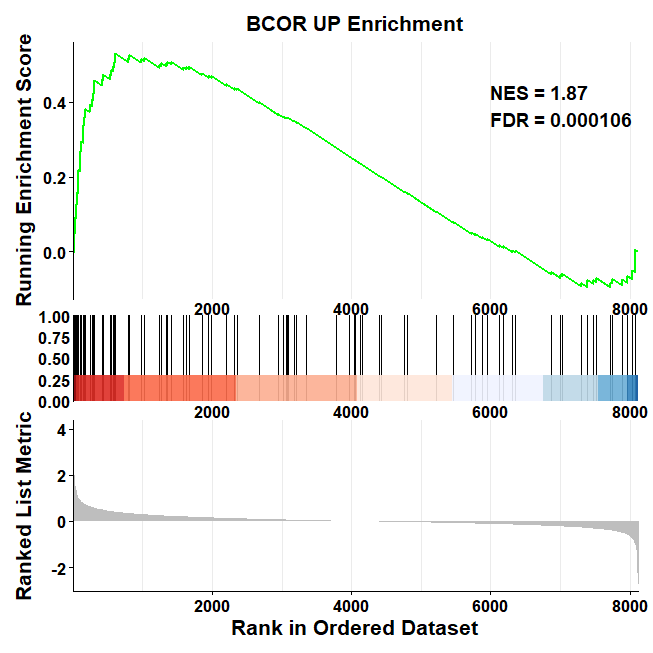 BCOR UP Enrichment
Running Enrichment Score
0.4
0.2
0.0
NES = 1.87
FDR = 0.000106
2000 4000 6000 8000
1.00
0.75
0.50
0.25
0.00
2000 4000 6000 8000
Ranked List Metric
4
2
0
-2
2000 4000 6000 8000
Rank in Ordered Dataset